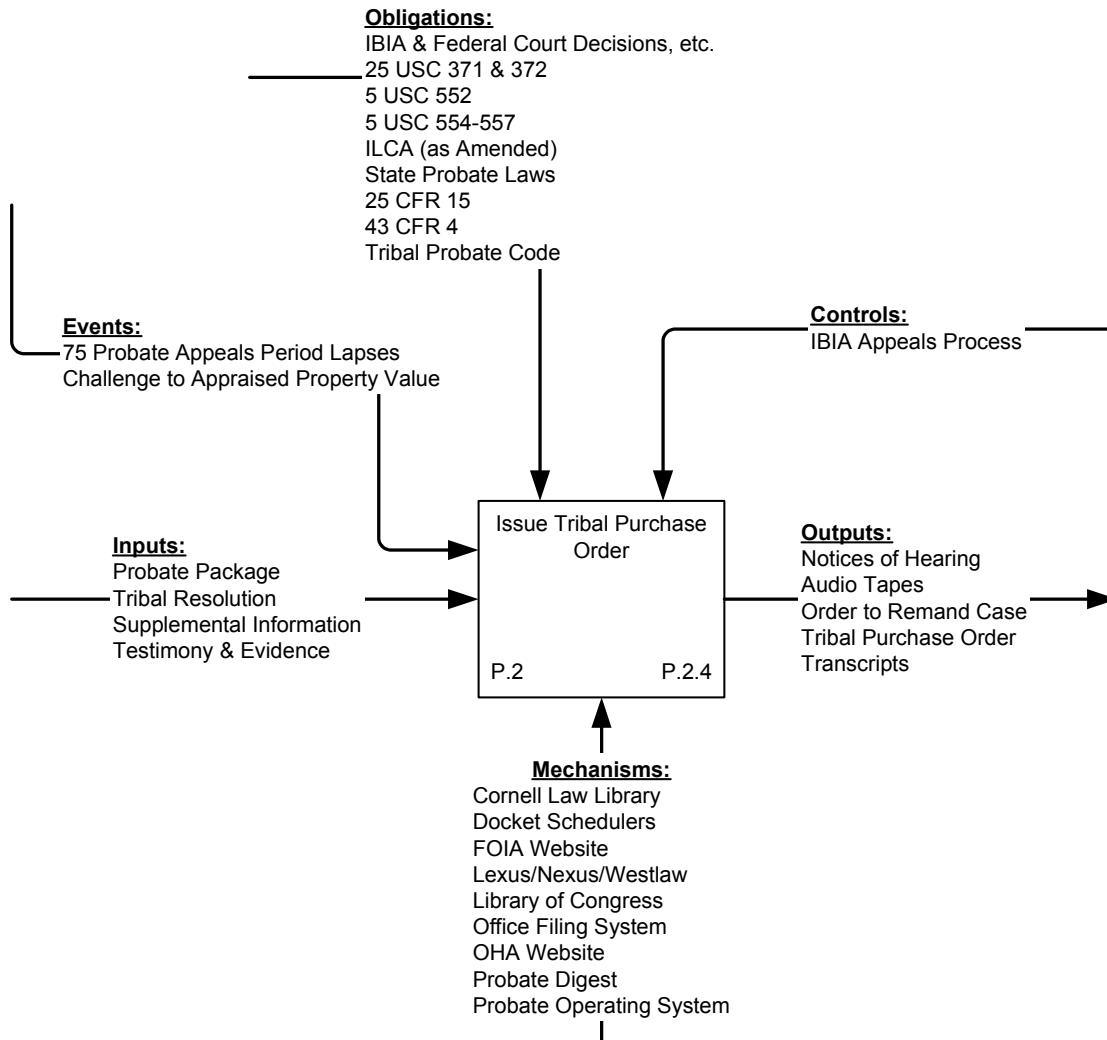 Obligations:
IBIA & Federal Court Decisions, etc.
25 USC 371 & 372
5 USC 552
5 USC 554-557
ILCA (as Amended)
State Probate Laws
25 CFR 15
43 CFR 4
Tribal Probate Code
Events:
75 Probate Appeals Period Lapses
Challenge to Appraised Property Value
Controls:
IBIA Appeals Process
Inputs:
Probate Package
Tribal Resolution
Supplemental Information
Testimony & Evidence
Issue Tribal Purchase
Order
P.2 P.2.4
Outputs:
Notices of Hearing
Audio Tapes
Order to Remand Case
Tribal Purchase Order
Transcripts
Mechanisms:
Cornell Law Library
Docket Schedulers
FOIA Website
Lexus/Nexus/Westlaw
Library of Congress
Office Filing System
OHA Website
Probate Digest
Probate Operating System